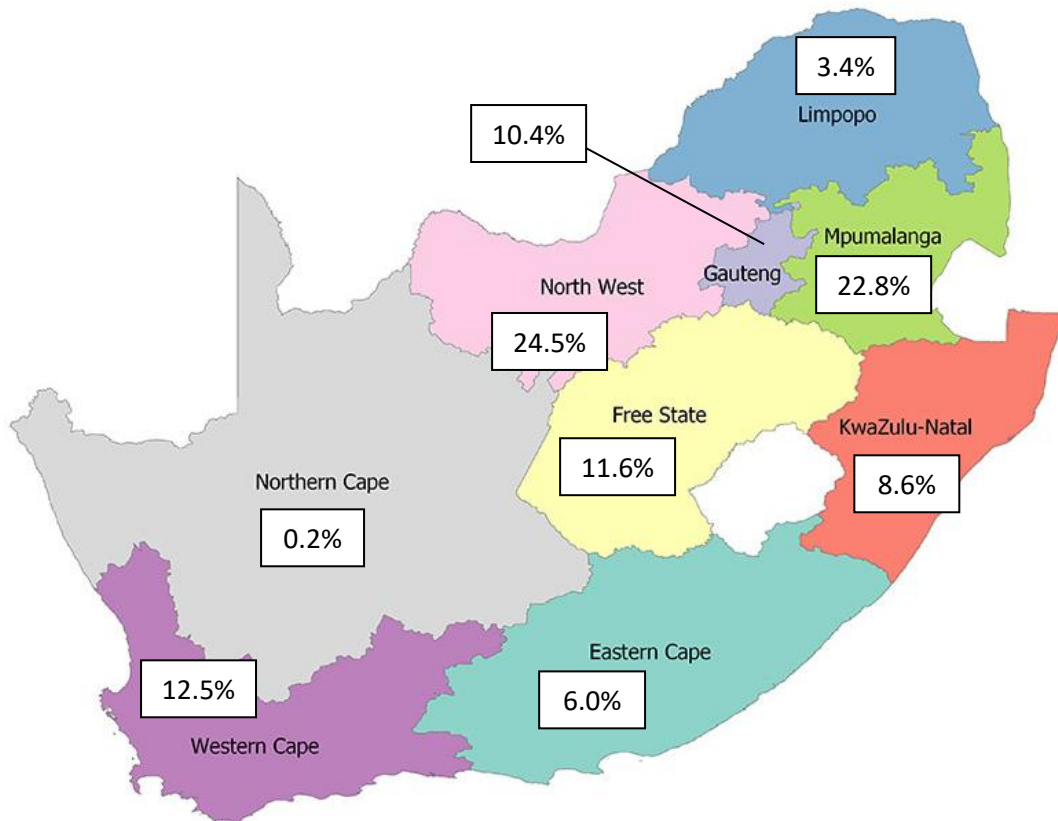 3.4%
Limpopo
10.4%
Mpumalanga
22.8%
Gauteng
North West
24.5%
Free State
11.6%
KwaZulu-Natal
8.6%
Northern Cape
0.2%
Eastern Cape
6.0%
12.5%
Western Cape